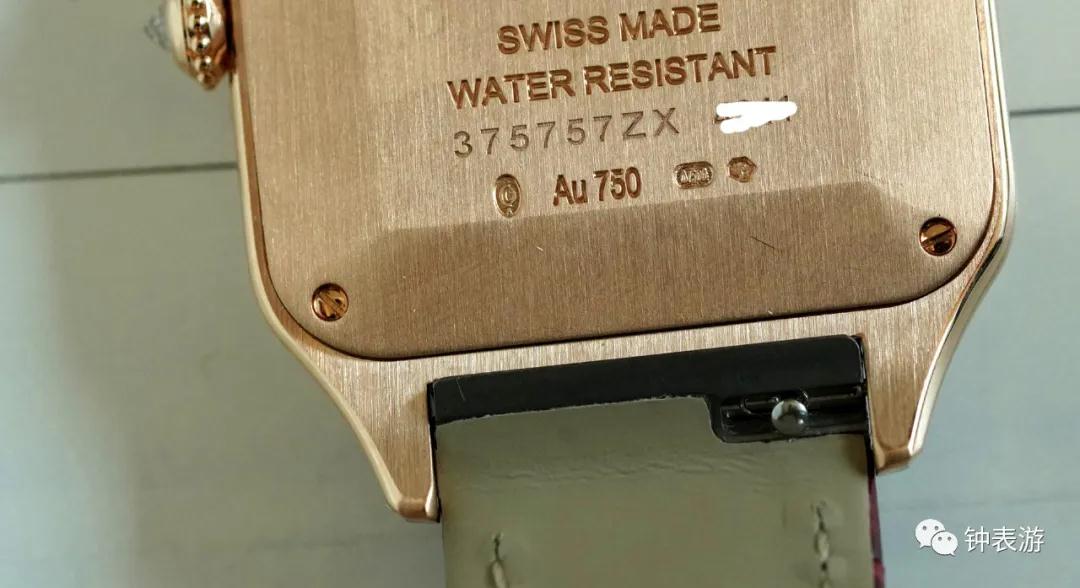 SWISS MADE
WATER RESISTANT
375757ZX
Au 750
钟表游